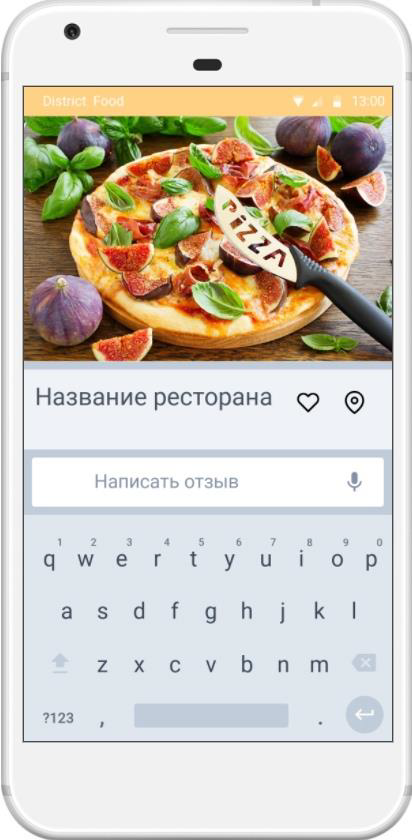 District Food 13:00
PiZZA
Название ресторана
Написать отзыв
1 2 3 4 5 6 7 8 9 0
q w e r t y u i o p
a s d f g h j k l
z x c v b n m
?123 , .